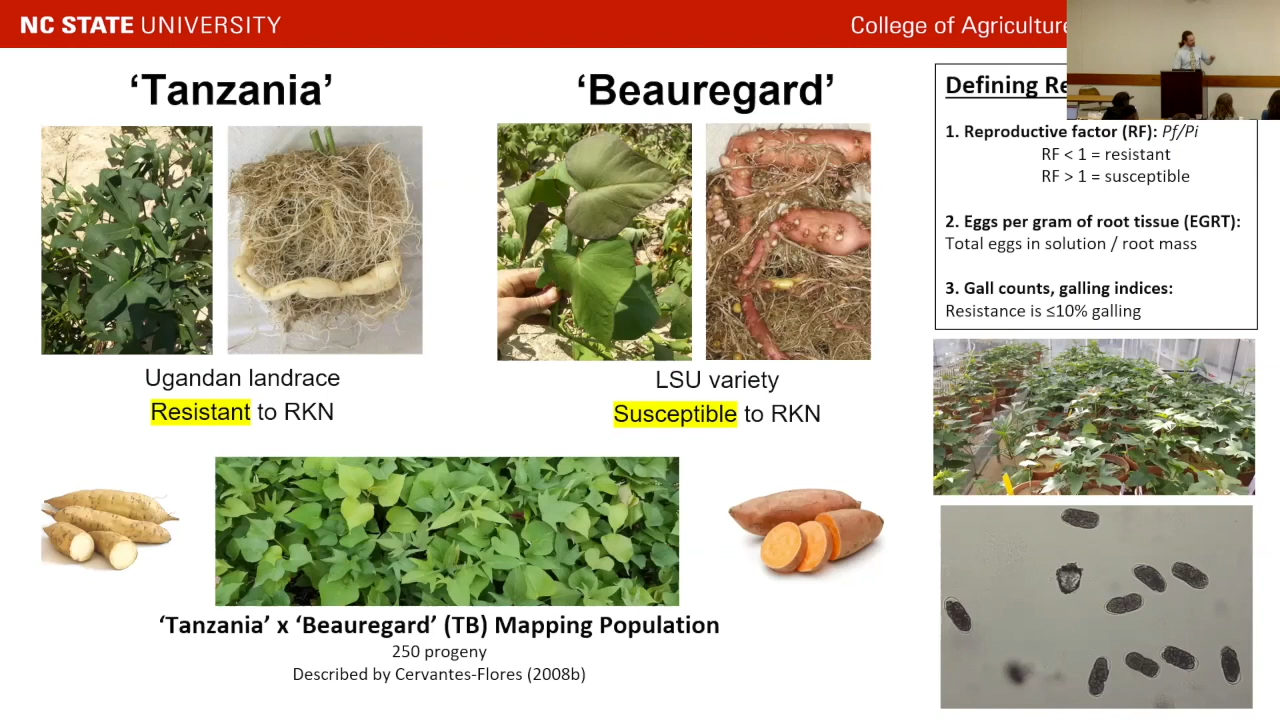 NC STATE UNIVERSITY
College of Agriculture
‘Tanzania’
‘Beauregard’
Ugandan landrace
Resistant to RKN
LSU variety
Susceptible to RKN
‘Tanzania’ x ‘Beauregard’ (TB) Mapping Population
250 progeny
Described by Cervantes-Flores (2008b)
Defining
1. Reproductive factor (RF): Pf/Pi
RF < 1 = resistant
RF > 1 = susceptible
2. Eggs per gram of root tissue (EGRT):
Total eggs in solution / root mass
3. Gall counts, galling indices:
Resistance is ≤10% galling